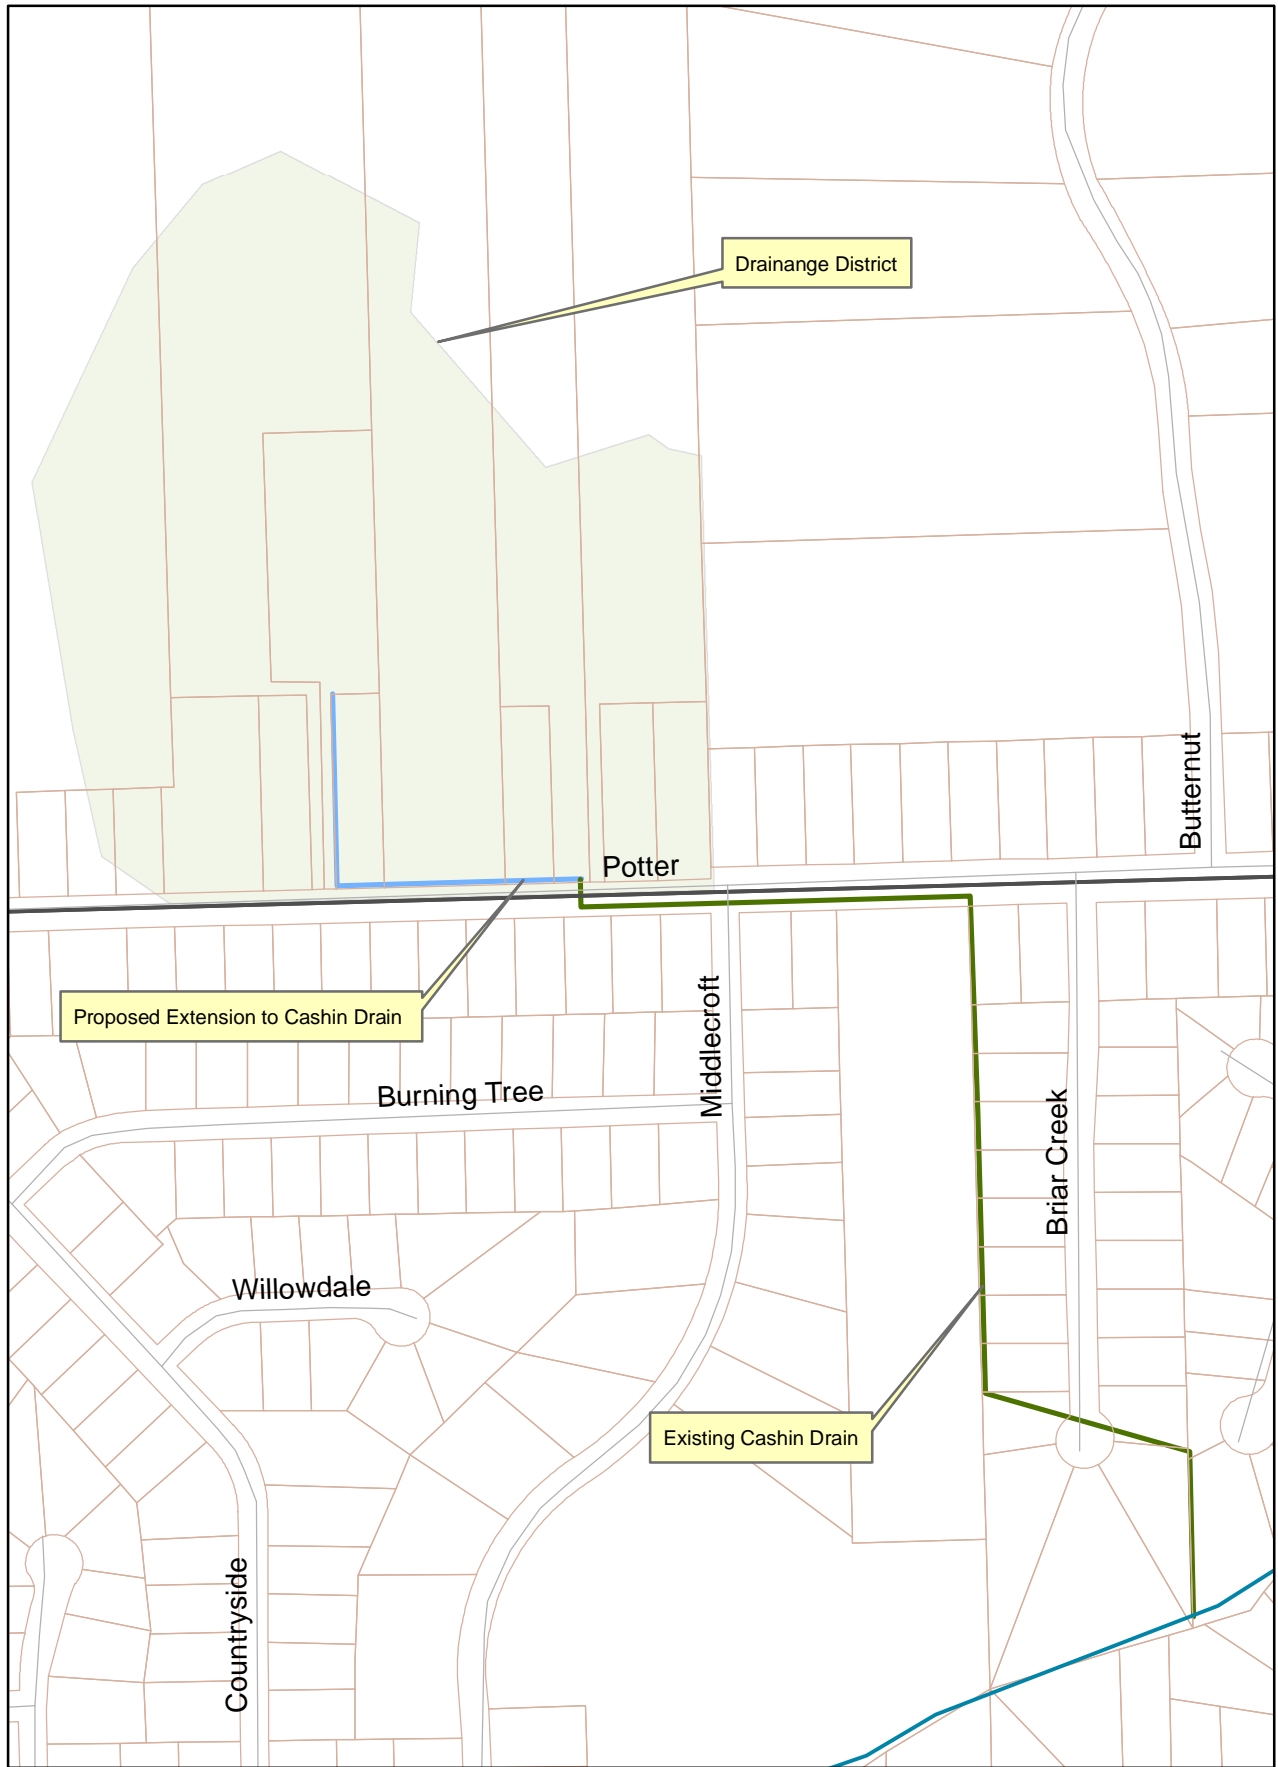 Drainange District
Butternut
Potter
Proposed Extension to Cashin Drain
Middlecroft
Burning Tree
Briar Creek
Willowdale
Existing Cashin Drain
Countryside